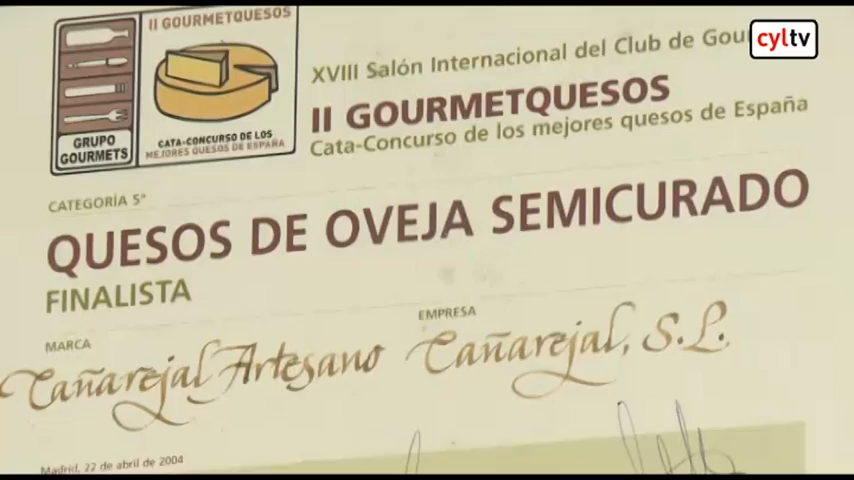 cyltv
II GOURMETQUESOS
GRUPO
GOURMETS
CATA-CONCURSO DE LOS
MEJORES QUESOS DE ESPAÑA
XVIII Salón Internacional del Club de
II GOURMETQUESOS
Cata-Concurso de los mejores quesos de España
CATEGORÍA 5ª
QUESOS DE OVEJA SEMICURADO
FINALISTA
MARCA
Cañarejal Artesano
EMPRESA
Cañarejal, S.L.
Madrid, 22 de abril de 2004